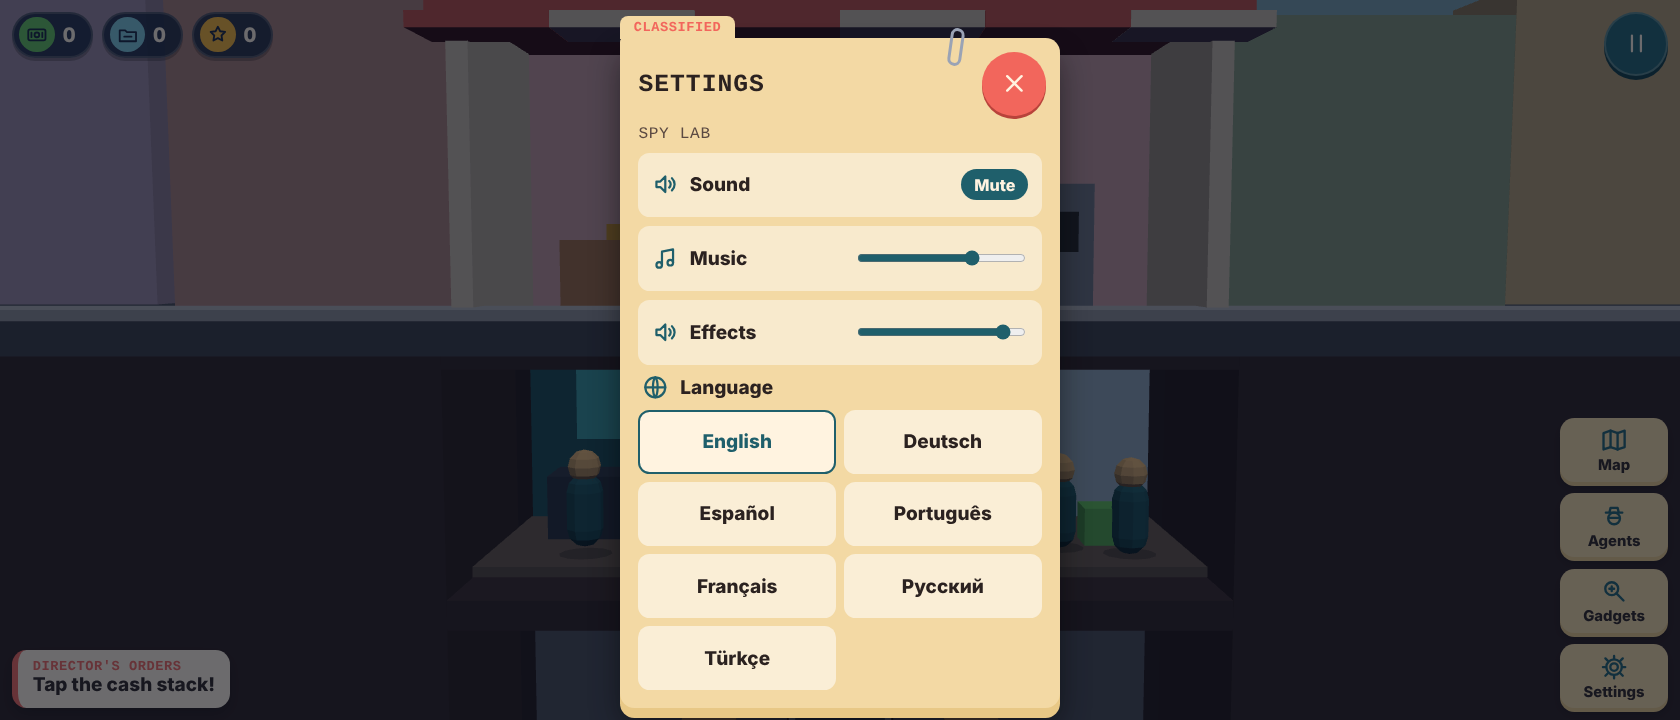 0
0
0
CLASSIFIED
SETTINGS
SPY LAB
Sound
Mute
Music
Effects
Language
English
Deutsch
Español
Português
Français
Русский
Türkçe
Map
Agents
Gadgets
Settings
DIRECTOR'S ORDERS
Tap the cash stack!